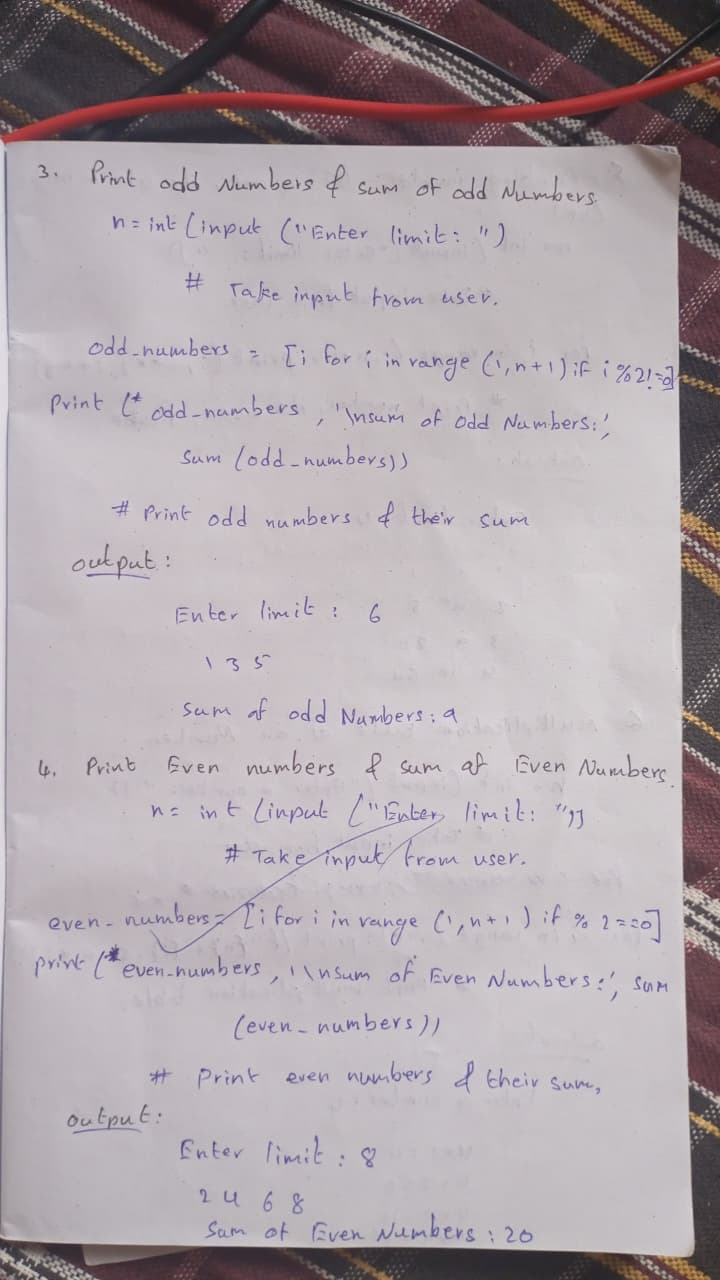 3. Print odd Numbers & sum of odd Numbers.
n = int (input ("Enter limit: ")
# Take input from user.
odd_numbers = [i for i in range (1, n+1) if i % 2! = 0]
Print (* odd_numbers, '\nsum of odd Numbers:',
Sum (odd_numbers))
# Print odd numbers & their sum
output:
Enter limit : 6
1 3 5
Sum of odd Numbers : 9
4. Print Even numbers & sum of Even Numbers.
n = int (input ("Enter limit: "))
# Take input from user.
even_numbers = [i for i in range (1, n+1) if % 2 = = 0]
print (* even_numbers, '\nsum of Even Numbers:', sum
(even_numbers))
# Print even numbers & their sum,
output:
Enter limit : 8
2 4 6 8
Sum of Even Numbers : 20